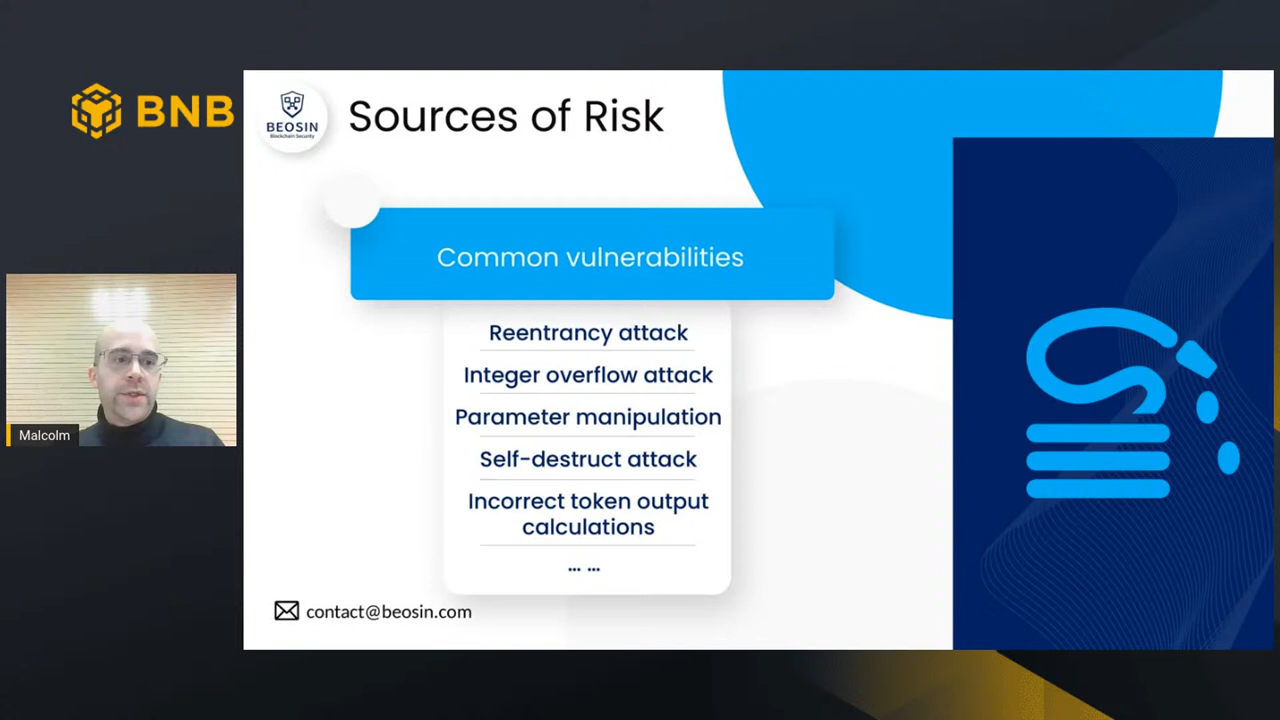 BNB
BEOSIN
Blockchain Security
Sources of Risk
Common vulnerabilities
Reentrancy attack
Integer overflow attack
Parameter manipulation
Self-destruct attack
Incorrect token output
calculations
... ...
Malcolm
contact@beosin.com